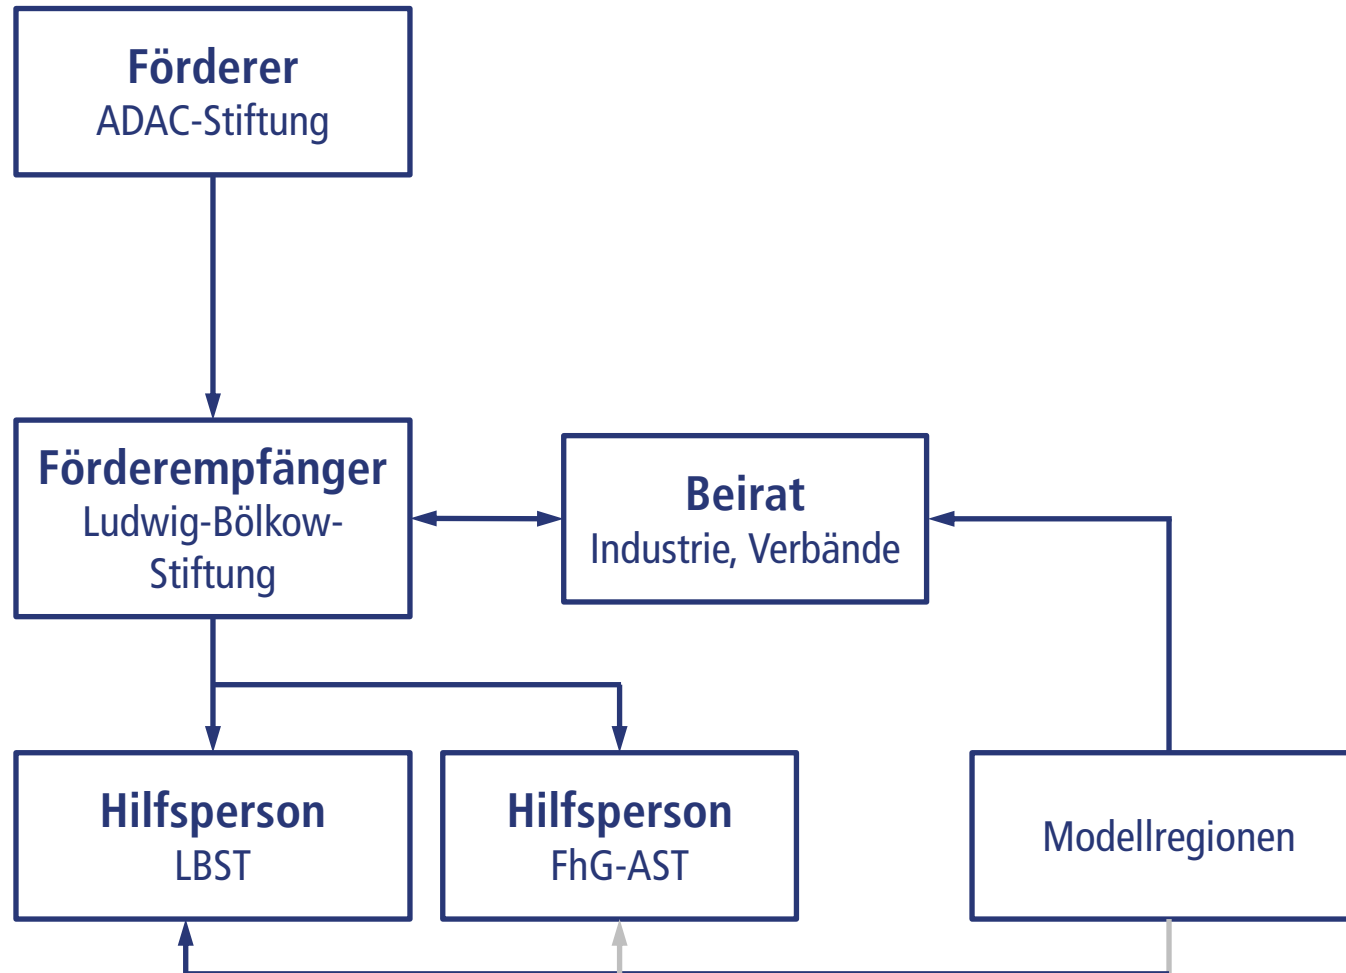 Förderer
ADAC-Stiftung
Förderempfänger
Ludwig-Bölkow-
Stiftung
Beirat
Industrie, Verbände
Hilfsperson
LBST
Hilfsperson
FhG-AST
Modellregionen